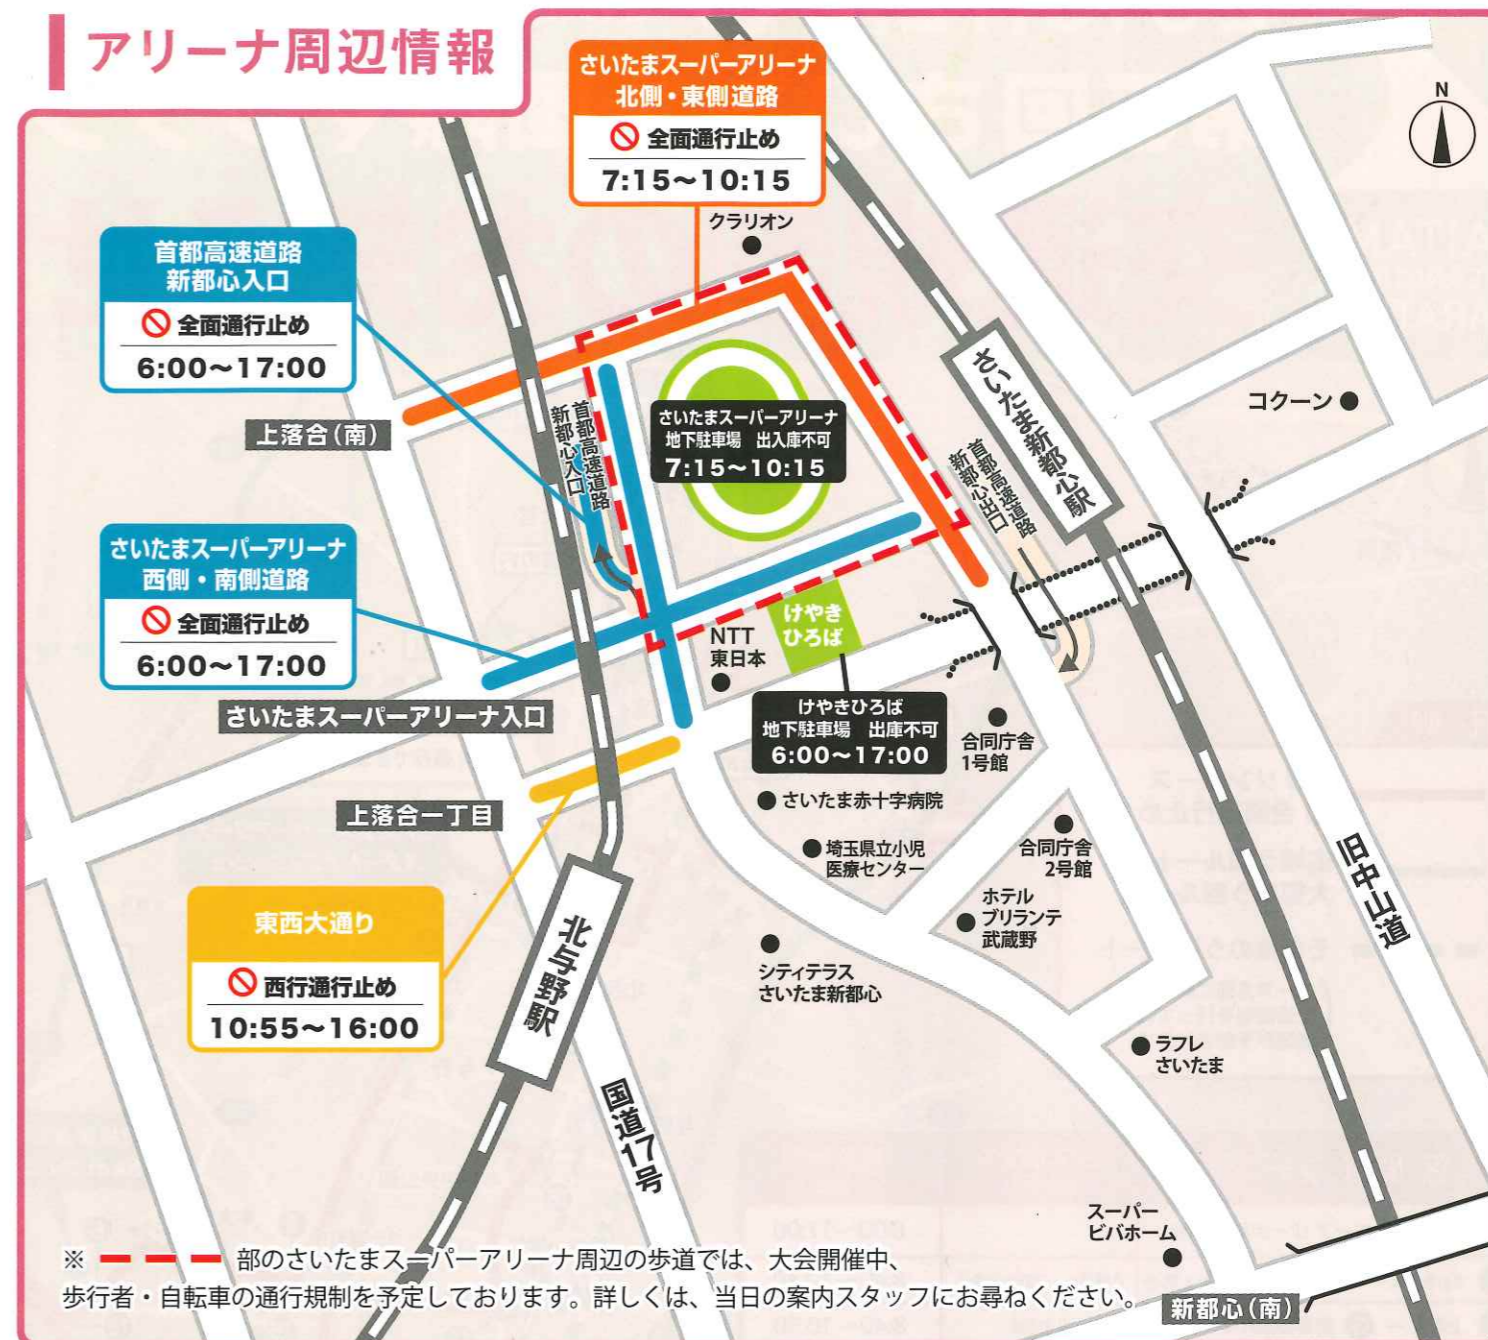 アリーナ周辺情報
さいたまスーパーアリーナ
北側・東側道路
全面通行止め
7:15～10:15
N
クラリオン
首都高速道路
新都心入口
全面通行止め
6:00～17:00
上落合(南)
首都高速道路
新都心入口
さいたまスーパーアリーナ
地下駐車場 出入庫不可
7:15～10:15
さいたま新都心駅
コクーン
首都高速道路
新都心出口
さいたまスーパーアリーナ
西側・南側道路
全面通行止め
6:00～17:00
けやき
ひろば
NTT
東日本
さいたまスーパーアリーナ入口
けやきひろば
地下駐車場 出庫不可
6:00～17:00
合同庁舎
1号館
上落合一丁目
さいたま赤十字病院
埼玉県立小児
医療センター
合同庁舎
2号館
旧中山道
東西大通り
西行通行止め
10:55～16:00
北与野駅
ホテル
ブリランテ
武蔵野
シティテラス
さいたま新都心
ラフレ
さいたま
国道17号
スーパー
ビバホーム
※ 部のさいたまスーパーアリーナ周辺の歩道では、大会開催中、
歩行者・自転車の通行規制を予定しております。詳しくは、当日の案内スタッフにお尋ねください。
新都心(南)